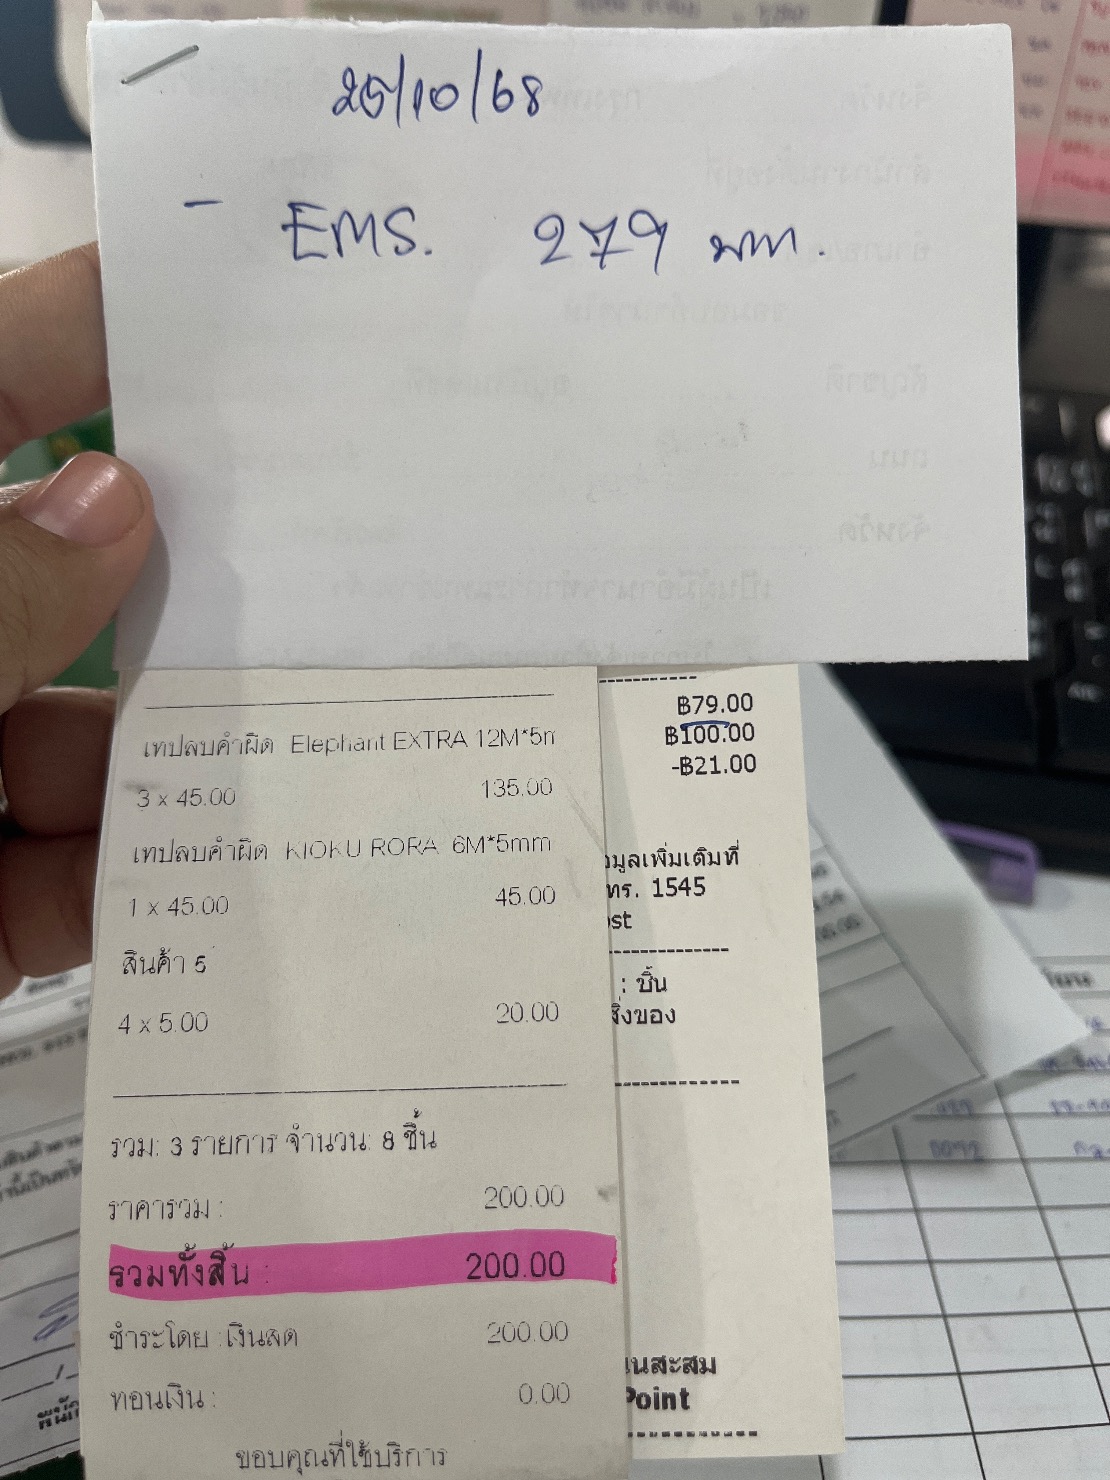 25/10/68
- EMS. 279 บาท.
เทปลบคำผิด Elephant EXTRA 12M*5m
3 x 45.00 135.00
เทปลบคำผิด KIOKU RORA 6M*5mm
1 x 45.00 45.00
สินค้า 5
4 x 5.00 20.00
รวม: 3 รายการ จำนวน: 8 ชิ้น
ราคารวม : 200.00
รวมทั้งสิ้น : 200.00
ชำระโดย : เงินสด 200.00
ทอนเงิน : 0.00
ขอบคุณที่ใช้บริการ
฿79.00
฿100.00
-฿21.00
มูลเพิ่มเติมที่
ทร. 1545
ost
: ชิ้น
สิ่งของ
นสะสม
Point